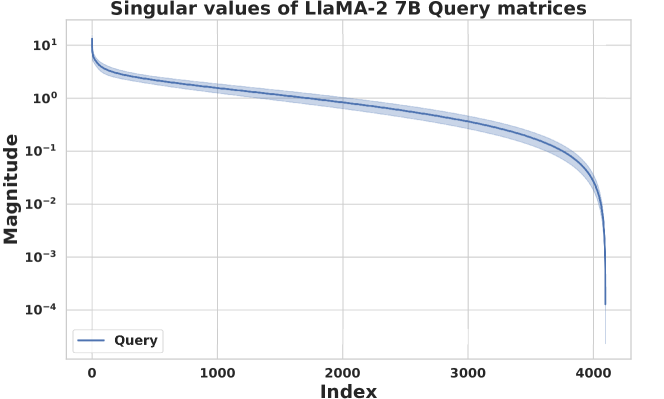 Singular values of LlaMA-2 7B Query matrices
Magnitude
10¹
10⁰
10⁻¹
10⁻²
10⁻³
10⁻⁴
Query
0 1000 2000 3000 4000
Index